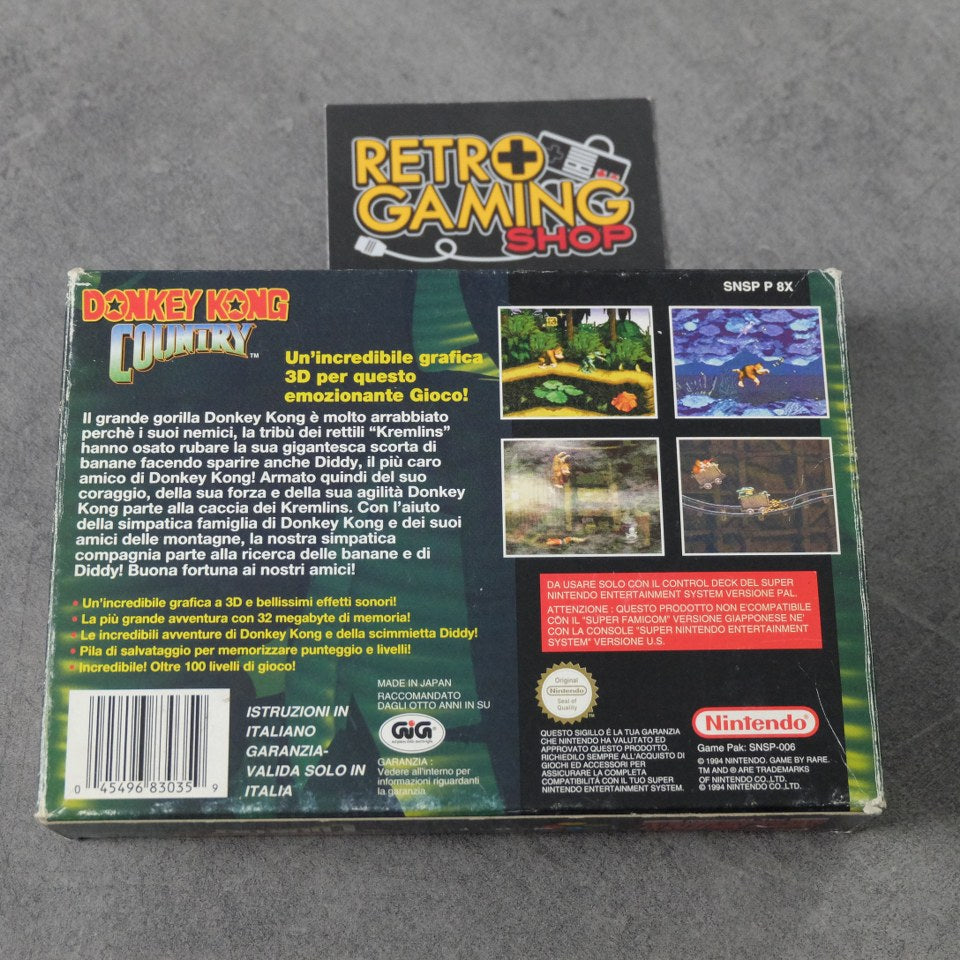 RETRO
GAMING
SHOP
SNSP P 8X
DONKEY KONG
COUNTRY™
Un'incredibile grafica
3D per questo
emozionante Gioco!
Il grande gorilla Donkey Kong è molto arrabbiato
perchè i suoi nemici, la tribù dei rettili “Kremlins”
hanno osato rubare la sua gigantesca scorta di
banane facendo sparire anche Diddy, il più caro
amico di Donkey Kong! Armato quindi del suo
coraggio, della sua forza e della sua agilità Donkey
Kong parte alla caccia dei Kremlins. Con l'aiuto
della simpatica famiglia di Donkey Kong e dei suoi
amici delle montagne, la nostra simpatica
compagnia parte alla ricerca delle banane e di
Diddy! Buona fortuna ai nostri amici!
• Un'incredibile grafica a 3D e bellissimi effetti sonori!
• La più grande avventura con 32 megabyte di memoria!
• Le incredibili avventure di Donkey Kong e della scimmietta Diddy!
• Pila di salvataggio per memorizzare punteggio e livelli!
• Incredibile! Oltre 100 livelli di gioco!
0 45496 83035 9
ISTRUZIONI IN
ITALIANO
GARANZIA-
VALIDA SOLO IN
ITALIA
MADE IN JAPAN
RACCOMANDATO
DAGLI OTTO ANNI IN SU
GIG
GARANZIA :
Vedere all'interno per
informazioni riguardanti
la garanzia
DA USARE SOLO CON IL CONTROL DECK DEL SUPER
NINTENDO ENTERTAINMENT SYSTEM VERSIONE PAL.
ATTENZIONE : QUESTO PRODOTTO NON E'COMPATIBILE
CON IL "SUPER FAMICOM" VERSIONE GIAPPONESE NE'
CON LA CONSOLE "SUPER NINTENDO ENTERTAINMENT
SYSTEM" VERSIONE U.S.
Original
Nintendo
Seal of
Quality
TM
QUESTO SIGILLO È LA TUA GARANZIA
CHE NINTENDO HA VALUTATO ED
APPROVATO QUESTO PRODOTTO.
RICHIEDILO SEMPRE ALL'ACQUISTO DI
GIOCHI ED ACCESSORI PER
ASSICURARE LA COMPLETA
COMPATIBILITÀ CON IL TUO SUPER
NINTENDO ENTERTAINMENT SYSTEM.
Nintendo®
Game Pak: SNSP-006
© 1994 NINTENDO. GAME BY RARE.
TM AND ® ARE TRADEMARKS
OF NINTENDO CO.LTD.
© 1994 NINTENDO CO.,LTD.